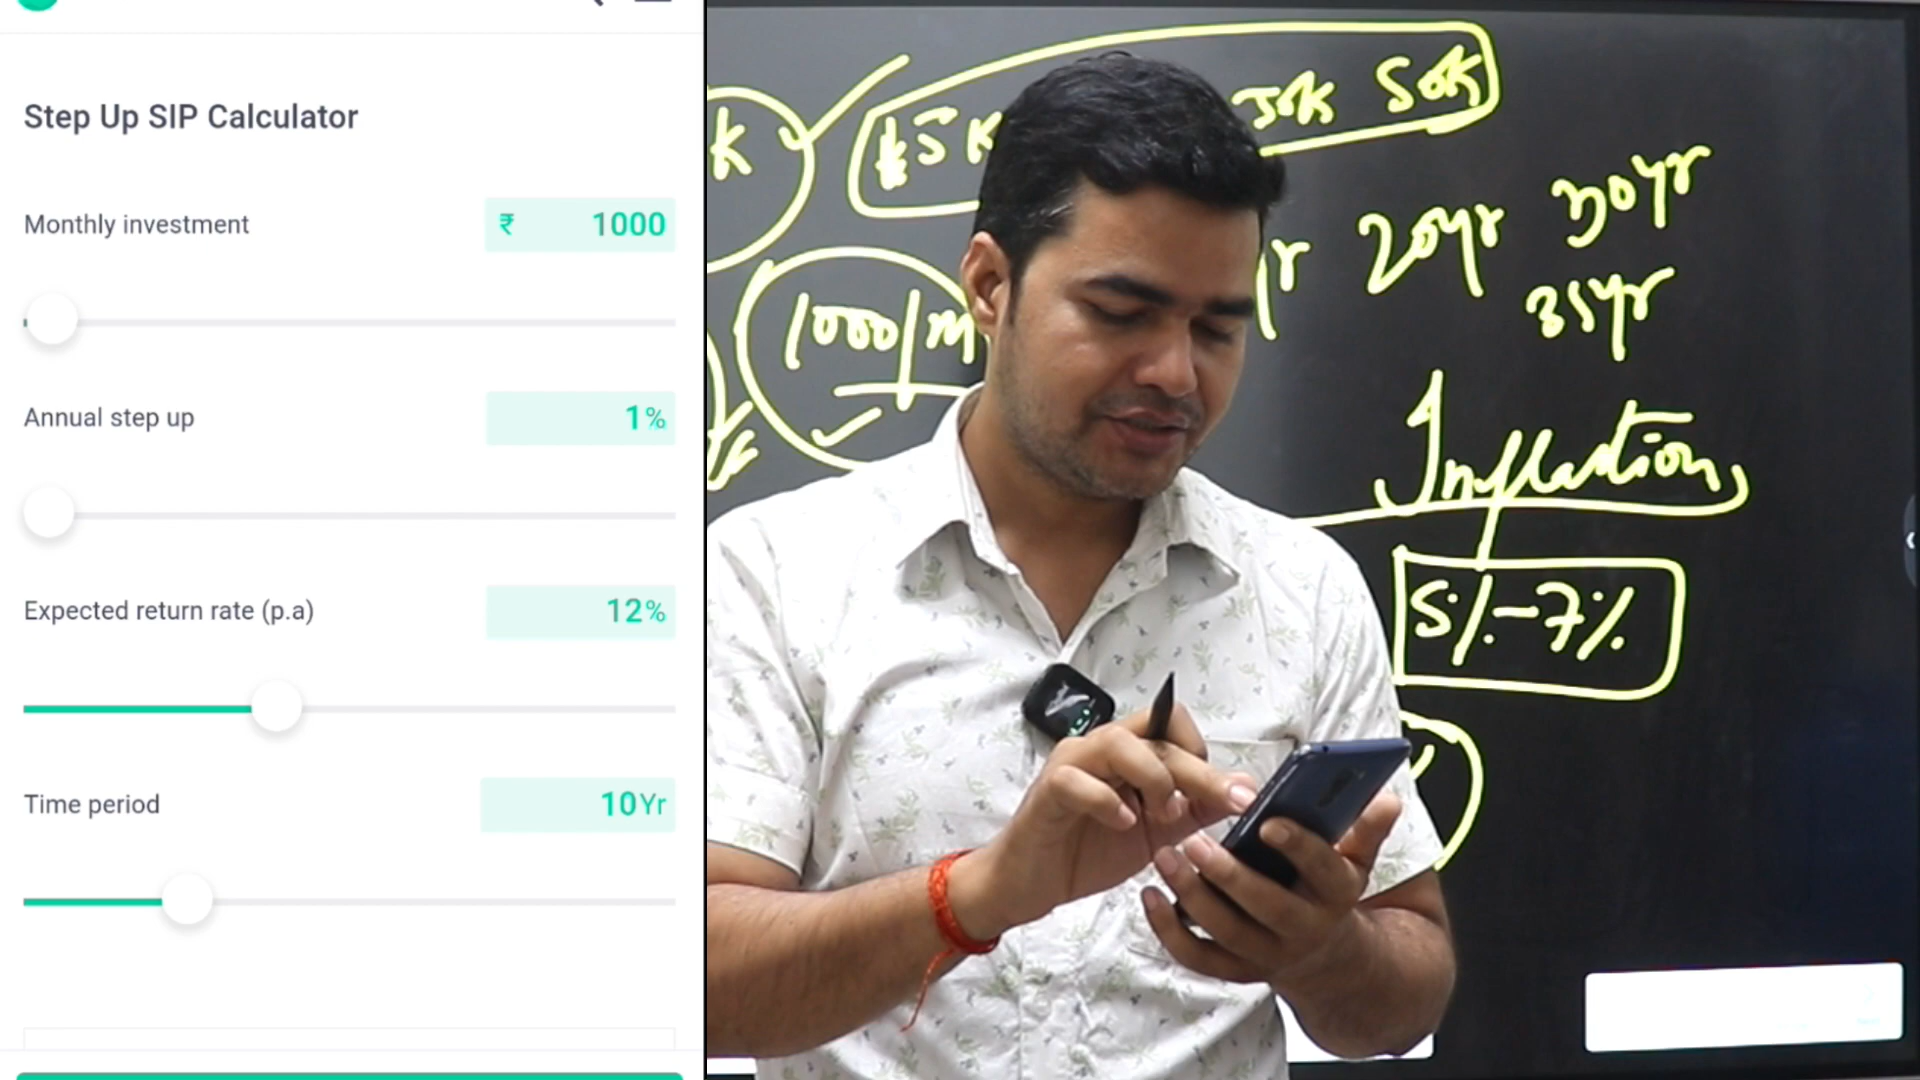 Step Up SIP Calculator
Monthly investment ₹ 1000
Annual step up 1%
Expected return rate (p.a) 12%
Time period 10Yr
K 5K 50K
20yr 30yr
35yr
1000/m
Inflation
5%-7%